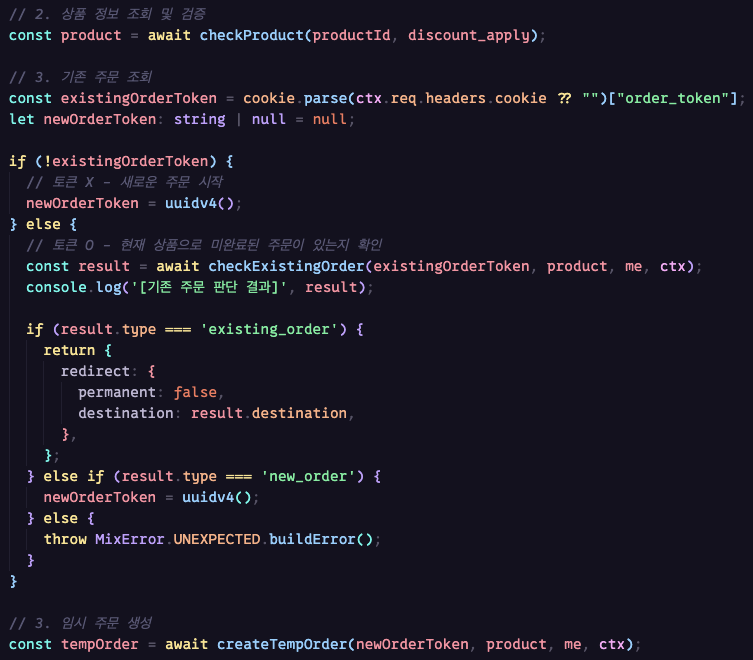 // 2. 상품 정보 조회 및 검증
const product = await checkProduct(productId, discount_apply);
// 3. 기존 주문 조회
const existingOrderToken = cookie.parse(ctx.req.headers.cookie ?? "")["order_token"];
let newOrderToken: string | null = null;
if (!existingOrderToken) {
// 토큰 X - 새로운 주문 시작
newOrderToken = uuidv4();
} else {
// 토큰 O - 현재 상품으로 미완료된 주문이 있는지 확인
const result = await checkExistingOrder(existingOrderToken, product, me, ctx);
console.log('[기존 주문 판단 결과]', result);
if (result.type === 'existing_order') {
return {
redirect: {
permanent: false,
destination: result.destination,
},
};
} else if (result.type === 'new_order') {
newOrderToken = uuidv4();
} else {
throw MixError.UNEXPECTED.buildError();
}
}
// 3. 임시 주문 생성
const tempOrder = await createTempOrder(newOrderToken, product, me, ctx);